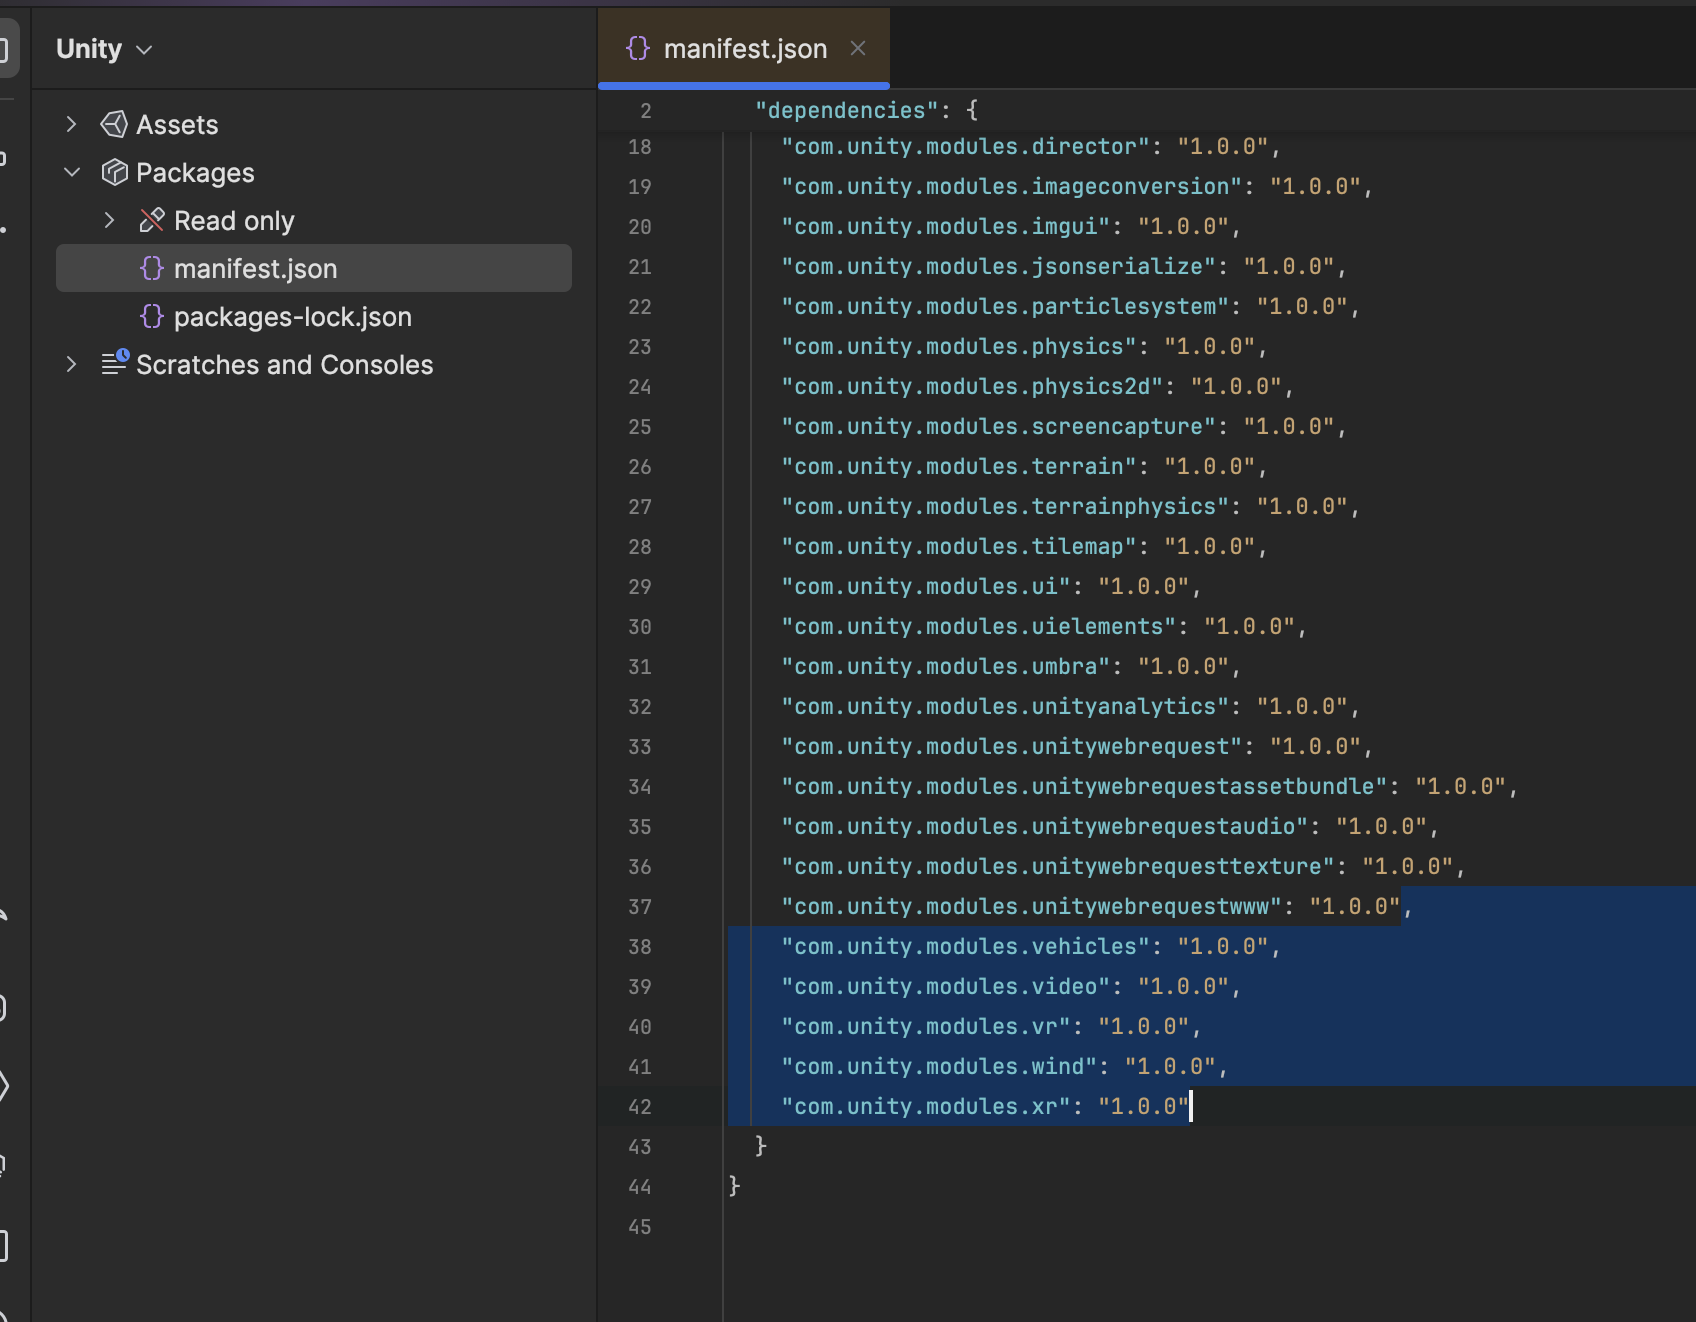 Unity
Assets
Packages
Read only
manifest.json
packages-lock.json
Scratches and Consoles
manifest.json
2 "dependencies": {
18 "com.unity.modules.director": "1.0.0",
19 "com.unity.modules.imageconversion": "1.0.0",
20 "com.unity.modules.imgui": "1.0.0",
21 "com.unity.modules.jsonserialize": "1.0.0",
22 "com.unity.modules.particlesystem": "1.0.0",
23 "com.unity.modules.physics": "1.0.0",
24 "com.unity.modules.physics2d": "1.0.0",
25 "com.unity.modules.screencapture": "1.0.0",
26 "com.unity.modules.terrain": "1.0.0",
27 "com.unity.modules.terrainphysics": "1.0.0",
28 "com.unity.modules.tilemap": "1.0.0",
29 "com.unity.modules.ui": "1.0.0",
30 "com.unity.modules.uielements": "1.0.0",
31 "com.unity.modules.umbra": "1.0.0",
32 "com.unity.modules.unityanalytics": "1.0.0",
33 "com.unity.modules.unitywebrequest": "1.0.0",
34 "com.unity.modules.unitywebrequestassetbundle": "1.0.0",
35 "com.unity.modules.unitywebrequestaudio": "1.0.0",
36 "com.unity.modules.unitywebrequesttexture": "1.0.0",
37 "com.unity.modules.unitywebrequestwww": "1.0.0",
38 "com.unity.modules.vehicles": "1.0.0",
39 "com.unity.modules.video": "1.0.0",
40 "com.unity.modules.vr": "1.0.0",
41 "com.unity.modules.wind": "1.0.0",
42 "com.unity.modules.xr": "1.0.0"
43 }
44 }
45